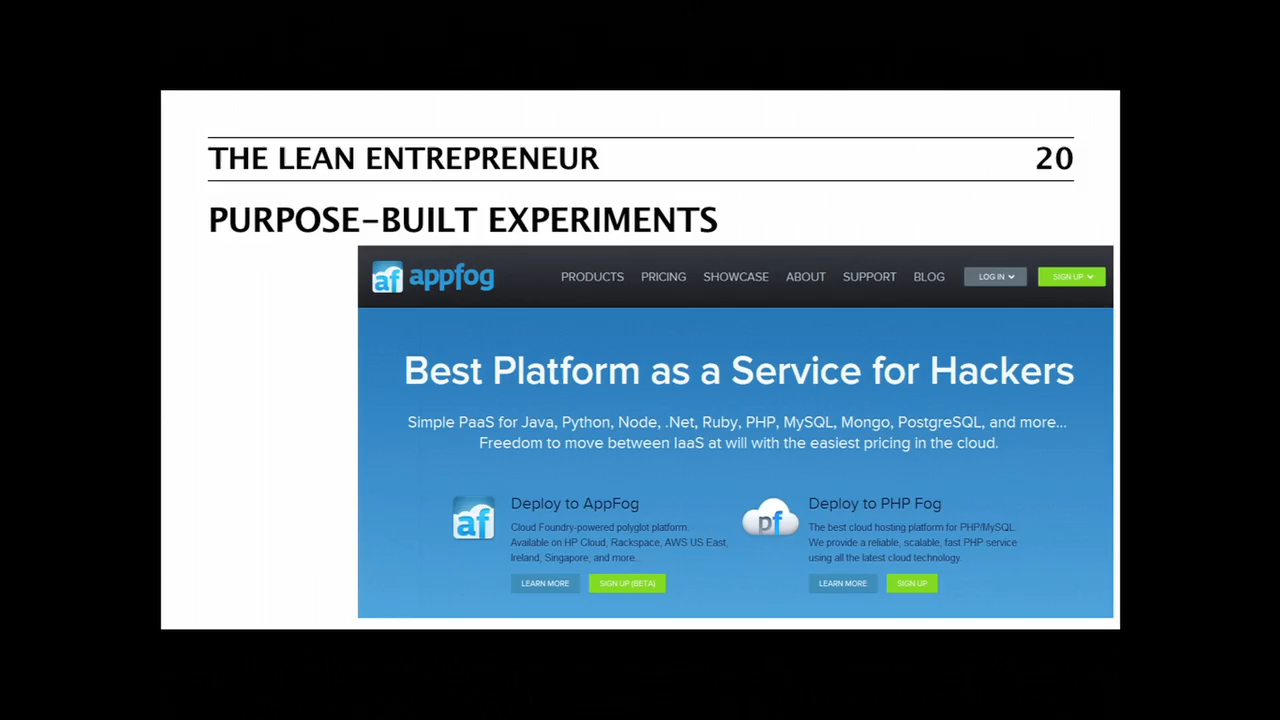 THE LEAN ENTREPRENEUR 20
PURPOSE-BUILT EXPERIMENTS
af appfog PRODUCTS PRICING SHOWCASE ABOUT SUPPORT BLOG LOG IN SIGN UP
Best Platform as a Service for Hackers
Simple PaaS for Java, Python, Node, .Net, Ruby, PHP, MySQL, Mongo, PostgreSQL, and more...
Freedom to move between IaaS at will with the easiest pricing in the cloud.
af
Deploy to AppFog
Cloud Foundry-powered polyglot platform.
Available on HP Cloud, Rackspace, AWS US East,
Ireland, Singapore, and more.
LEARN MORE SIGN UP (BETA)
pf
Deploy to PHP Fog
The best cloud hosting platform for PHP/MySQL.
We provide a reliable, scalable, fast PHP service
using all the latest cloud technology.
LEARN MORE SIGN UP